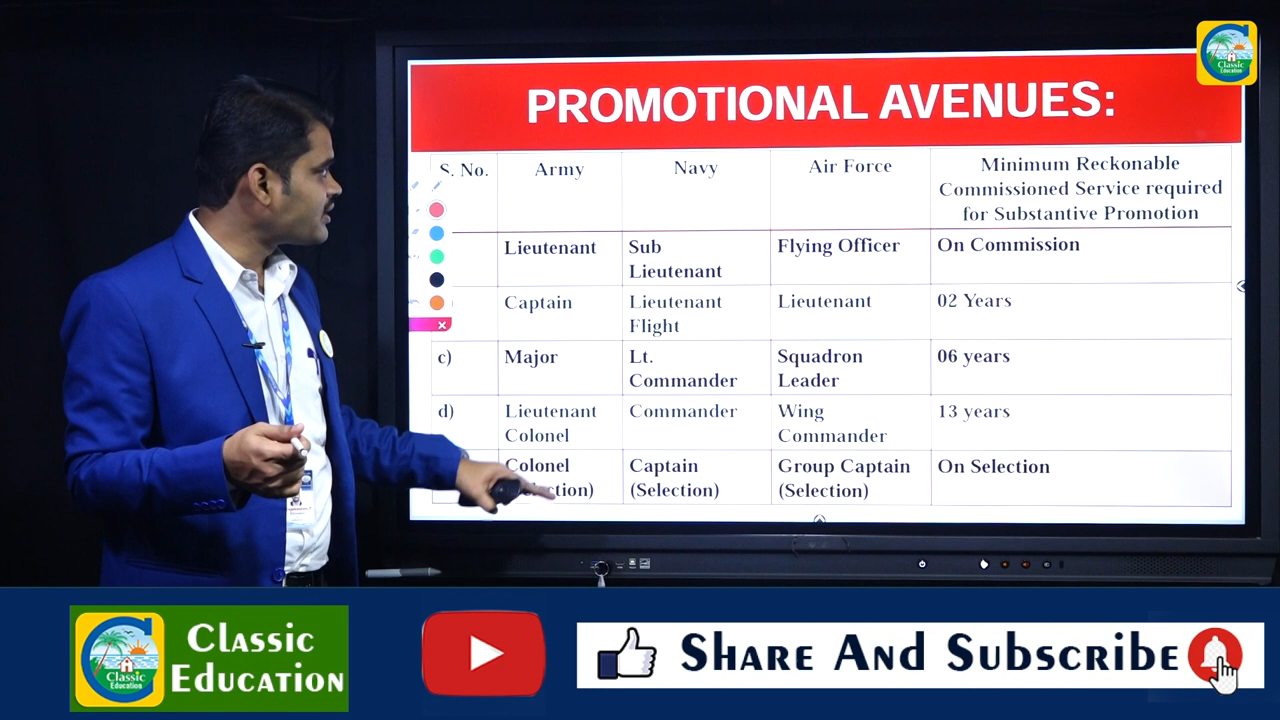 Classic
Education
PROMOTIONAL AVENUES:
S. No.
Army
Navy
Air Force
Minimum Reckonable
Commissioned Service required
for Substantive Promotion
Lieutenant
Sub
Lieutenant
Flying Officer
On Commission
Captain
Lieutenant
Flight
Lieutenant
02 Years
c)
Major
Lt.
Commander
Squadron
Leader
06 years
d)
Lieutenant
Colonel
Commander
Wing
Commander
13 years
Colonel
Captain
(Selection)
Group Captain
(Selection)
On Selection
Classic
Education
Classic
Education
Share And Subscribe